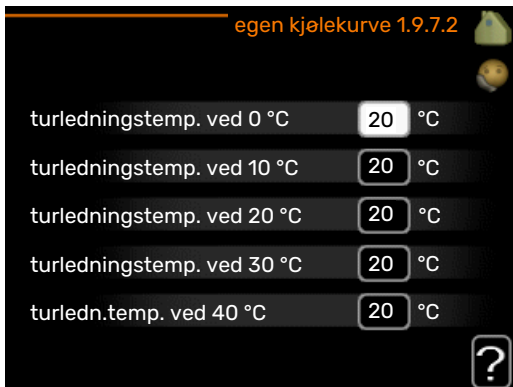 egen kjølekurve 1.9.7.2
turledningstemp. ved 0 °C 20 °C
turledningstemp. ved 10 °C 20 °C
turledningstemp. ved 20 °C 20 °C
turledningstemp. ved 30 °C 20 °C
turledn.temp. ved 40 °C 20 °C
?